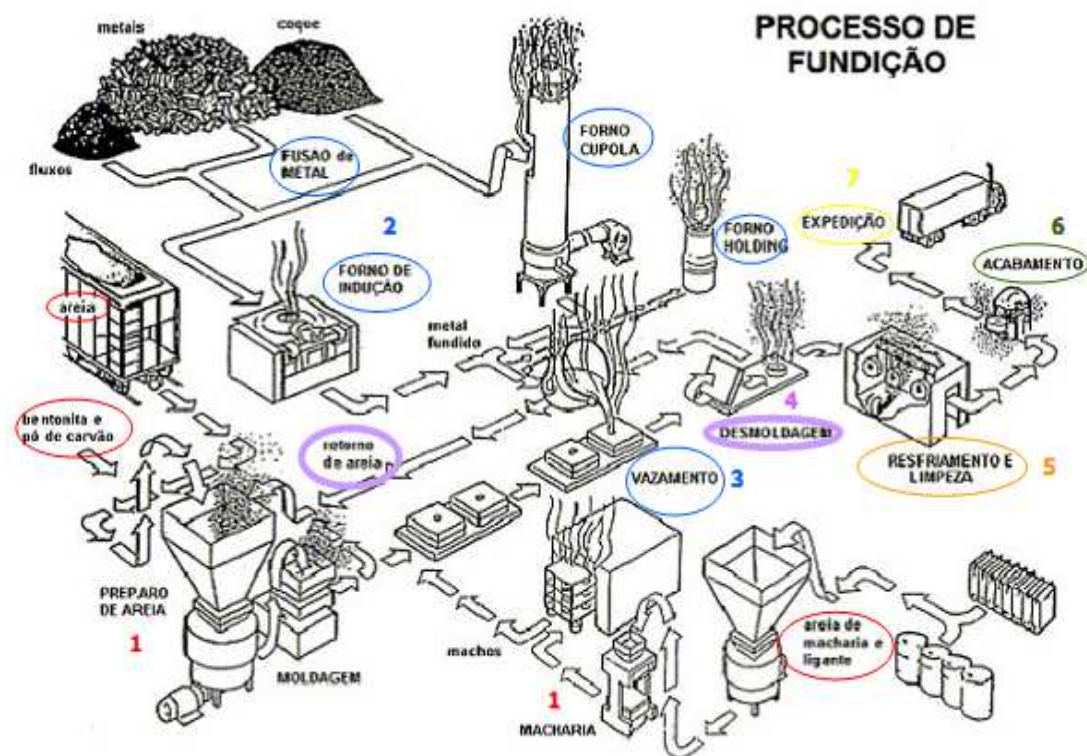 PROCESSO DE
FUNDIÇÃO
metais
coque
fluxos
FUSÃO de
METAL
FORNO
CUPOLA
2
FORNO DE
INDUÇÃO
FORNO
HOLDING
7
EXPEDIÇÃO
6
ACABAMENTO
areia
metal
fundido
bentonita e
pó de carvão
retorno
de areia
4
DESMOLDAGEM
VAZAMENTO
3
RESFRIAMENTO E
LIMPEZA
5
PREPARO
DE AREIA
1
MOLDAGEM
machos
1
MACHARIA
areia de
macharia e
ligante